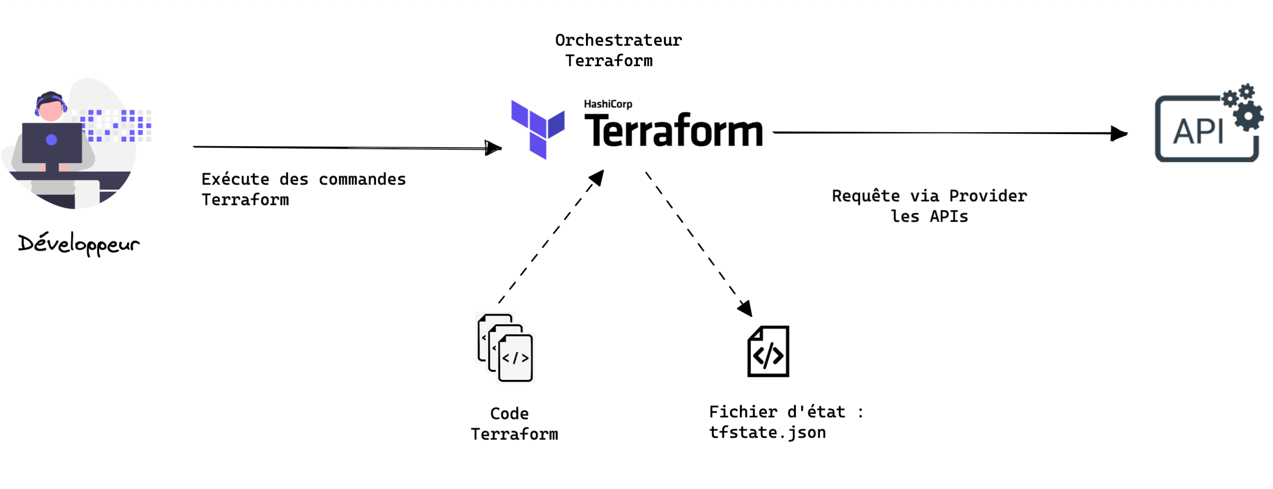 Orchestrateur
Terraform
HashiCorp
Terraform
API
Exécute des commandes
Terraform
Requête via Provider
les APIs
Développeur
</>
</>
Code
Terraform
Fichier d'état :
tfstate.json